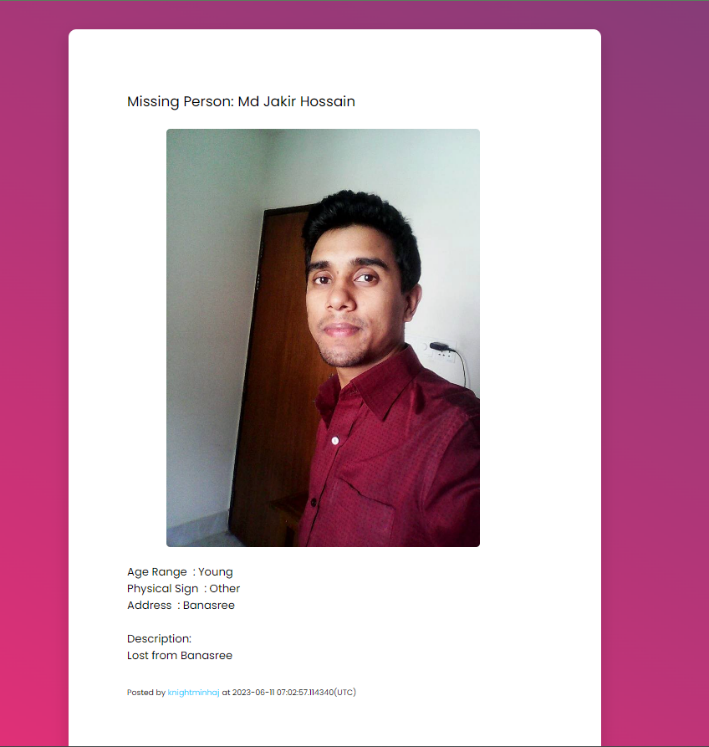 Missing Person: Md Jakir Hossain
Age Range : Young
Physical Sign : Other
Address : Banasree
Description:
Lost from Banasree
Posted by knightminhaj at 2023-06-11 07:02:57.114340(UTC)